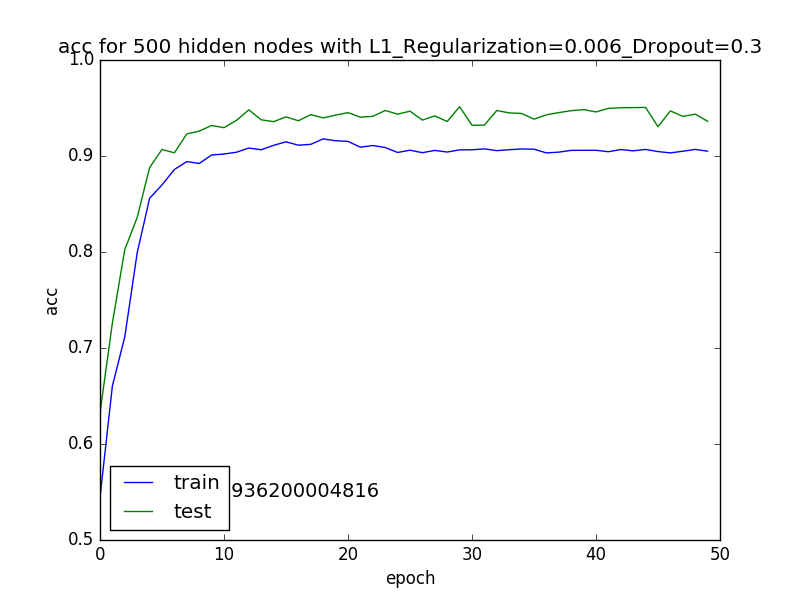 acc for 500 hidden nodes with L1_Regularization=0.006_Dropout=0.3
1.0
0.9
0.8
0.7
0.6
0.5
acc
train
936200004816
test
0
10
20
30
40
50
epoch